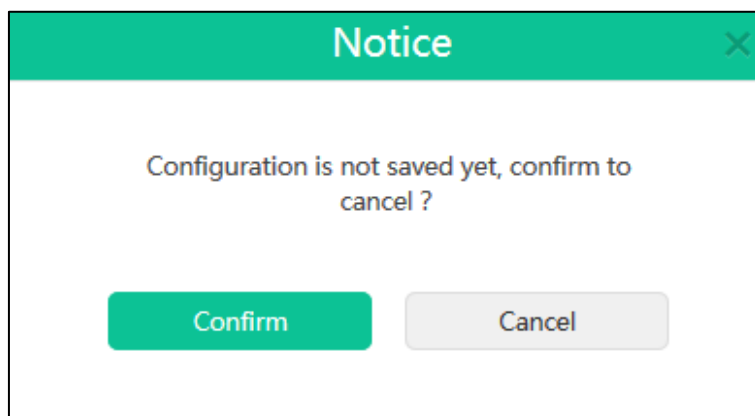 Notice
Configuration is not saved yet, confirm to
cancel ?
Confirm
Cancel